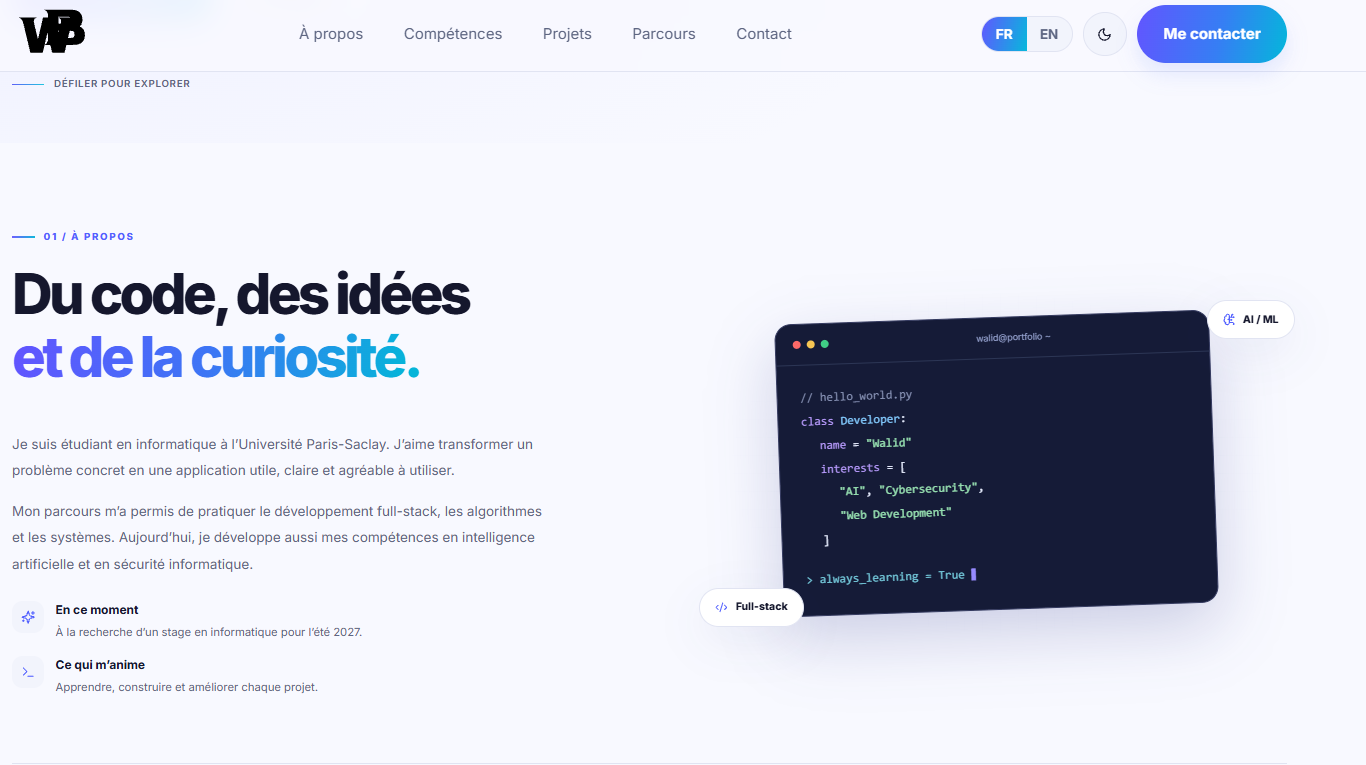 WB
À propos
Compétences
Projets
Parcours
Contact
FR
EN
Me contacter
DÉFILER POUR EXPLORER
01 / À PROPOS
Du code, des idées
et de la curiosité.
Je suis étudiant en informatique à l’Université Paris-Saclay. J’aime transformer un
problème concret en une application utile, claire et agréable à utiliser.
Mon parcours m’a permis de pratiquer le développement full-stack, les algorithmes
et les systèmes. Aujourd’hui, je développe aussi mes compétences en intelligence
artificielle et en sécurité informatique.
En ce moment
À la recherche d’un stage en informatique pour l’été 2027.
Ce qui m’anime
Apprendre, construire et améliorer chaque projet.
AI / ML
walid@portfolio ~
// hello_world.py
class Developer:
name = "Walid"
interests = [
"AI", "Cybersecurity",
"Web Development"
]
> always_learning = True
Full-stack